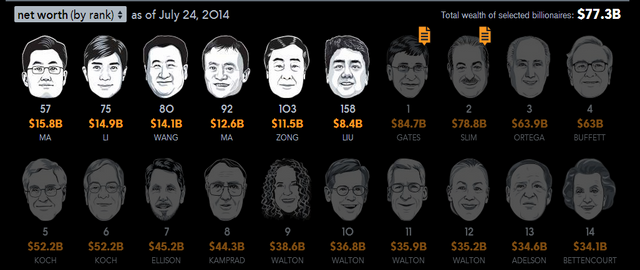 net worth (by rank) as of July 24, 2014
Total wealth of selected billionaires: $77.3B
57 75 80 92 103 158 1 2 3 4
$15.8B $14.9B $14.1B $12.6B $11.5B $8.4B $84.7B $78.8B $63.9B $63B
MA LI WANG MA ZONG LIU GATES SLIM ORTEGA BUFFETT
5 6 7 8 9 10 11 12 13 14
$52.2B $52.2B $45.2B $44.3B $38.6B $36.8B $35.9B $35.2B $34.6B $34.1B
KOCH KOCH ELLISON KAMPRAD WALTON WALTON WALTON WALTON ADELSON BETTENCOURT